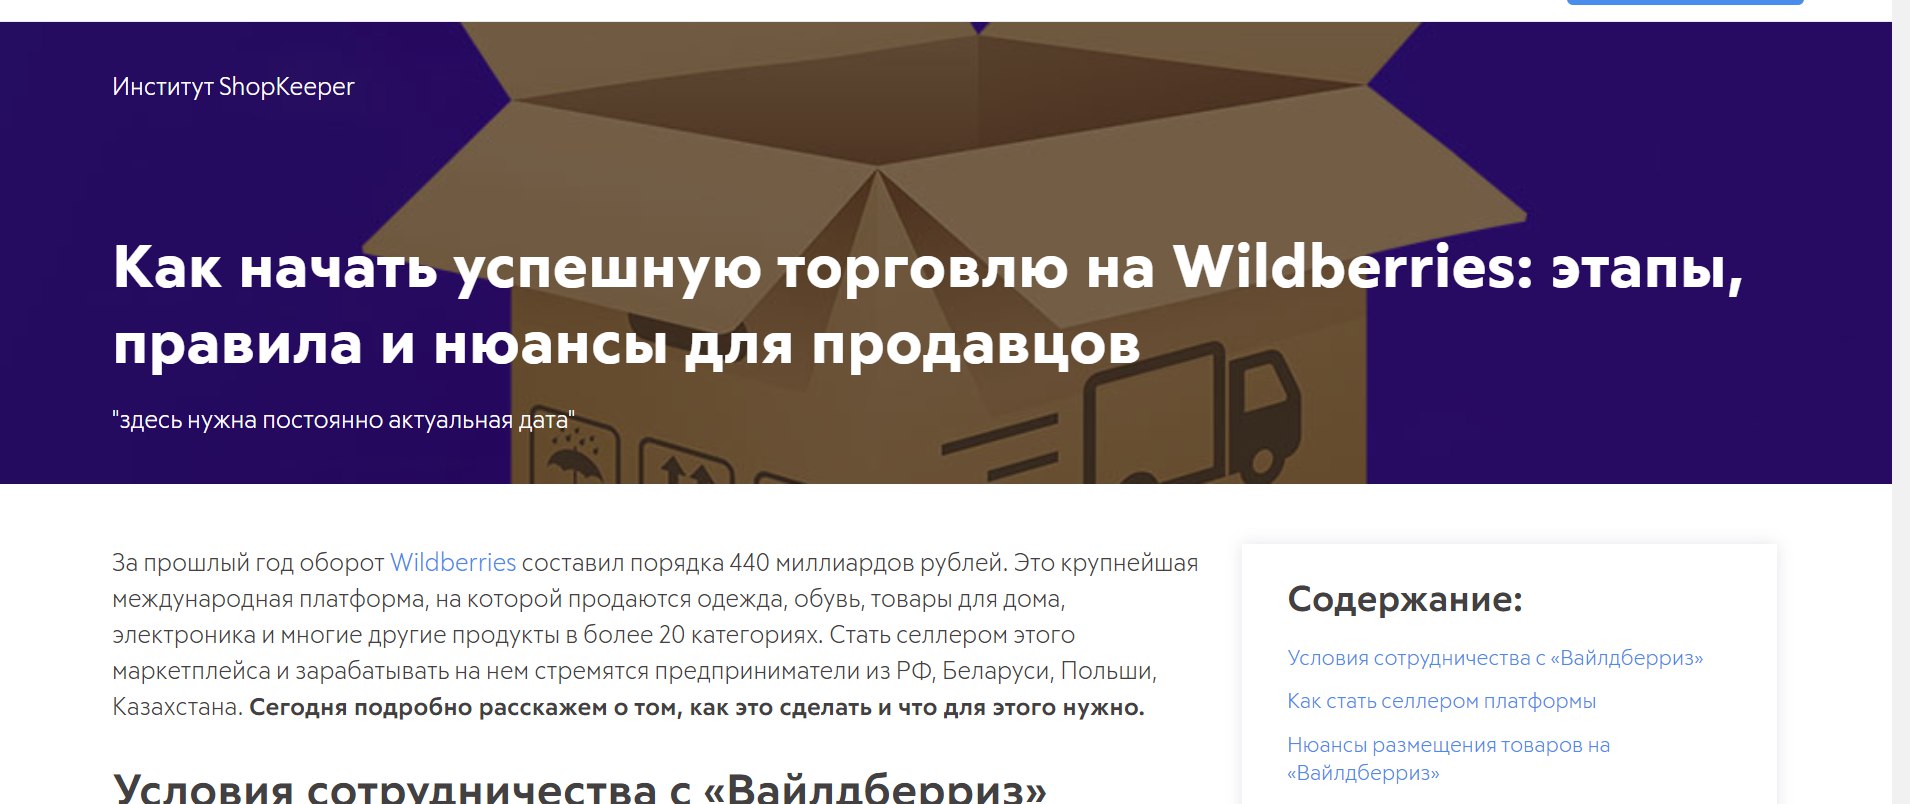 Институт ShopKeeper
Как начать успешную торговлю на Wildberries: этапы,
правила и нюансы для продавцов
"здесь нужна постоянно актуальная дата"
За прошлый год оборот Wildberries составил порядка 440 миллиардов рублей. Это крупнейшая
международная платформа, на которой продаются одежда, обувь, товары для дома,
электроника и многие другие продукты в более 20 категориях. Стать селлером этого
маркетплейса и зарабатывать на нем стремятся предприниматели из РФ, Беларуси, Польши,
Казахстана. Сегодня подробно расскажем о том, как это сделать и что для этого нужно.
Условия сотрудничества с «Вайлдберриз»
Содержание:
Условия сотрудничества с «Вайлдберриз»
Как стать селлером платформы
Нюансы размещения товаров на
«Вайлдберриз»